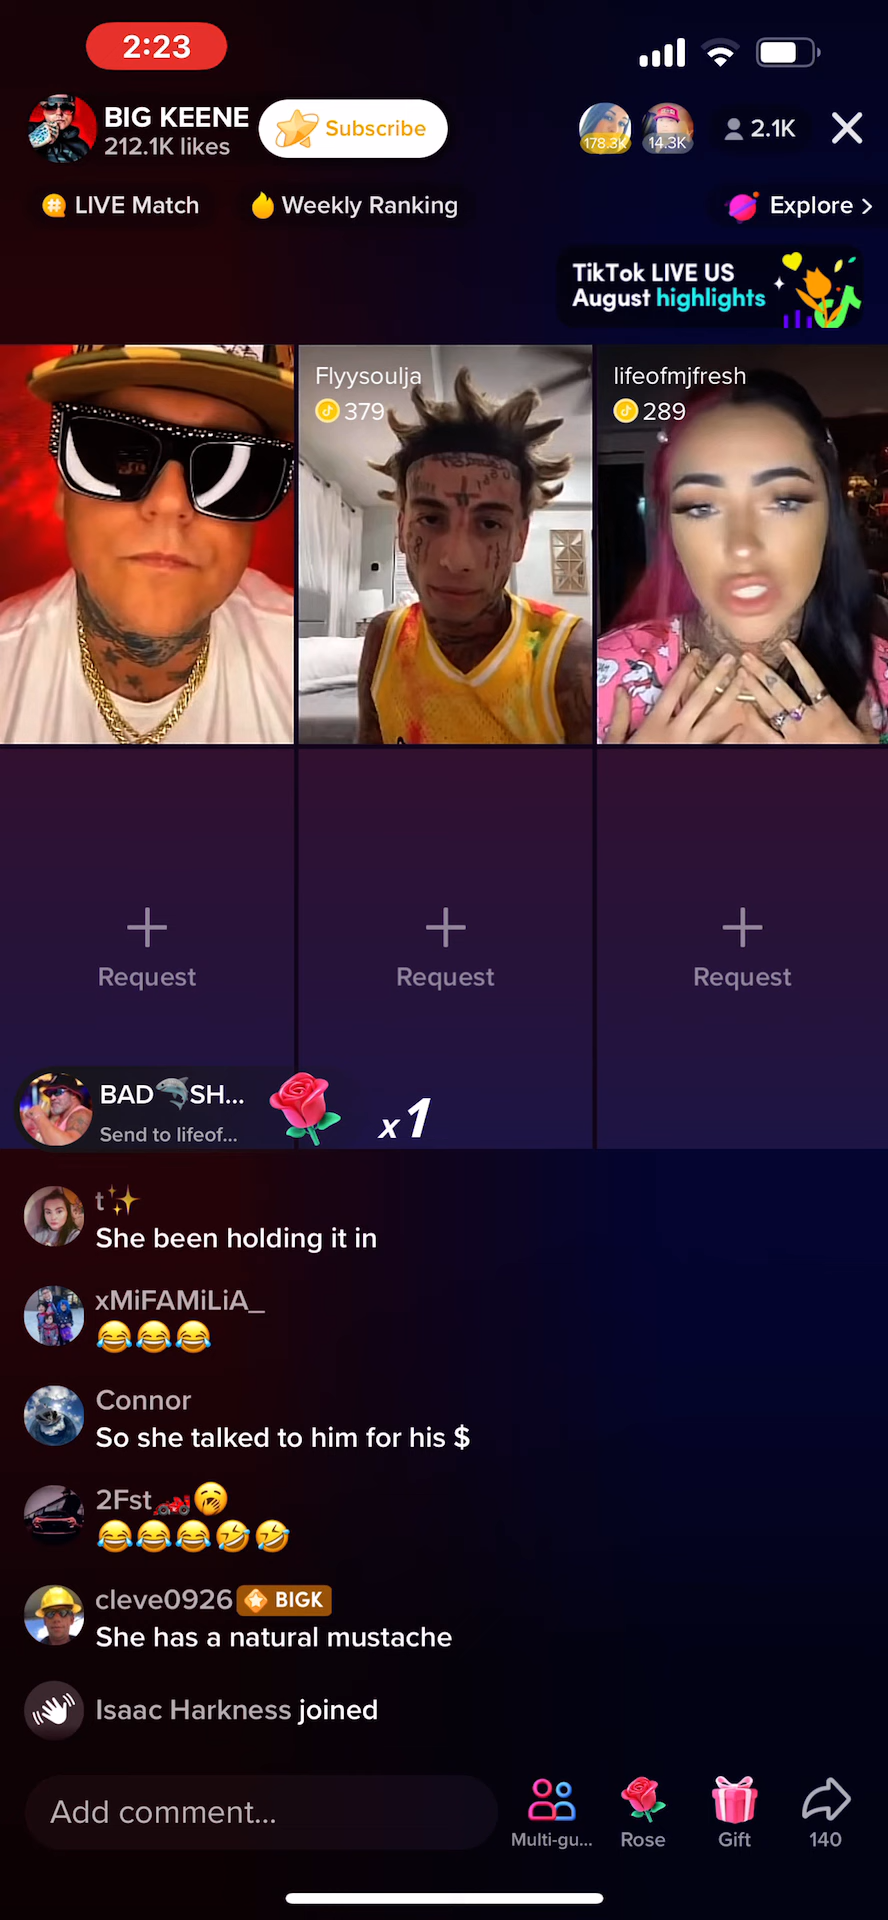 2:23
BIG KEENE
212.1K likes
Subscribe
178.3K
14.3K
2.1K
LIVE Match
Weekly Ranking
Explore >
TikTok LIVE US
August highlights
Flyysoulja
379
lifeofmjfresh
289
Request
Request
Request
BAD🐬SH...
Send to lifeof...
x1
t✨
She been holding it in
xMiFAMiLiA_
😂😂😂
Connor
So she talked to him for his $
2Fst🏎️🥱
😂😂😂🤣🤣
cleve0926 BIGK
She has a natural mustache
Isaac Harkness joined
Add comment...
Multi-gu...
Rose
Gift
140